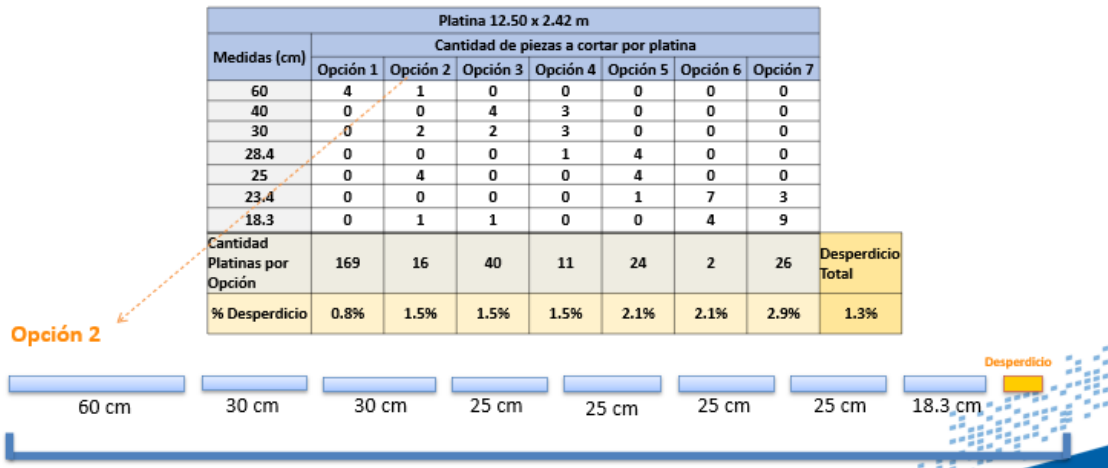 Platina 12.50 x 2.42 m
Medidas (cm)
Cantidad de piezas a cortar por platina
Opción 1 Opción 2 Opción 3 Opción 4 Opción 5 Opción 6 Opción 7
60 4 1 0 0 0 0 0
40 0 0 4 3 0 0 0
30 0 2 2 3 0 0 0
28.4 0 0 0 1 4 0 0
25 0 4 0 0 4 0 0
23.4 0 0 0 0 1 7 3
18.3 0 1 1 0 0 4 9
Cantidad
Platinas por
Opción
169 16 40 11 24 2 26
Desperdicio
Total
% Desperdicio 0.8% 1.5% 1.5% 1.5% 2.1% 2.1% 2.9% 1.3%
Opción 2
Desperdicio
60 cm 30 cm 30 cm 25 cm 25 cm 25 cm 25 cm 18.3 cm